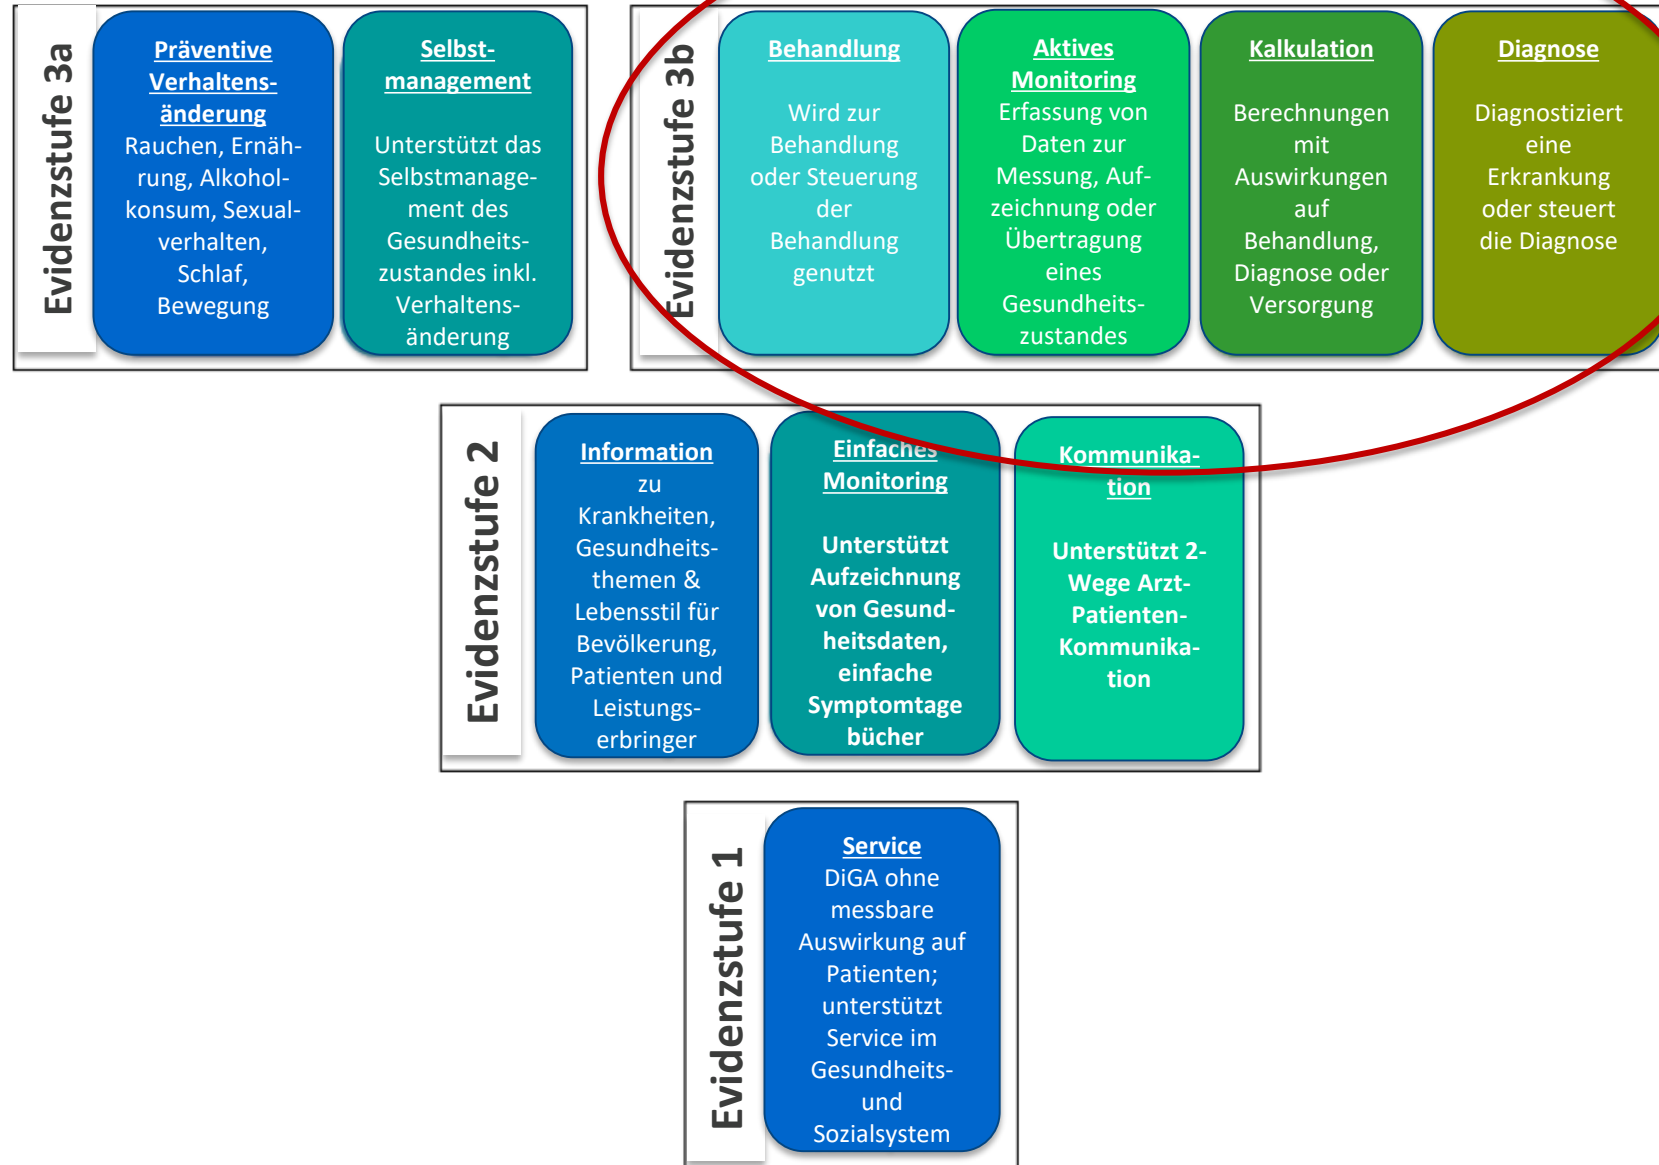 Evidenzstufe 3a
Präventive
Verhaltens-
änderung
Rauchen, Ernäh-
rung, Alkohol-
konsum, Sexual-
verhalten,
Schlaf,
Bewegung
Selbst-
management
Unterstützt das
Selbstmanage-
ment des
Gesundheits-
zustandes inkl.
Verhaltens-
änderung
Evidenzstufe 3b
Behandlung
Wird zur
Behandlung
oder Steuerung
der
Behandlung
genutzt
Aktives
Monitoring
Erfassung von
Daten zur
Messung, Auf-
zeichnung oder
Übertragung
eines
Gesundheits-
zustandes
Kalkulation
Berechnungen
mit
Auswirkungen
auf
Behandlung,
Diagnose oder
Versorgung
Diagnose
Diagnostiziert
eine
Erkrankung
oder steuert
die Diagnose
Evidenzstufe 2
Information
zu
Krankheiten,
Gesundheits-
themen &
Lebensstil für
Bevölkerung,
Patienten und
Leistungs-
erbringer
Einfaches
Monitoring
Unterstützt
Aufzeichnung
von Gesund-
heitsdaten,
einfache
Symptomtage
bücher
Kommunika-
tion
Unterstützt 2-
Wege Arzt-
Patienten-
Kommunika-
tion
Evidenzstufe 1
Service
DiGA ohne
messbare
Auswirkung auf
Patienten;
unterstützt
Service im
Gesundheits-
und
Sozialsystem